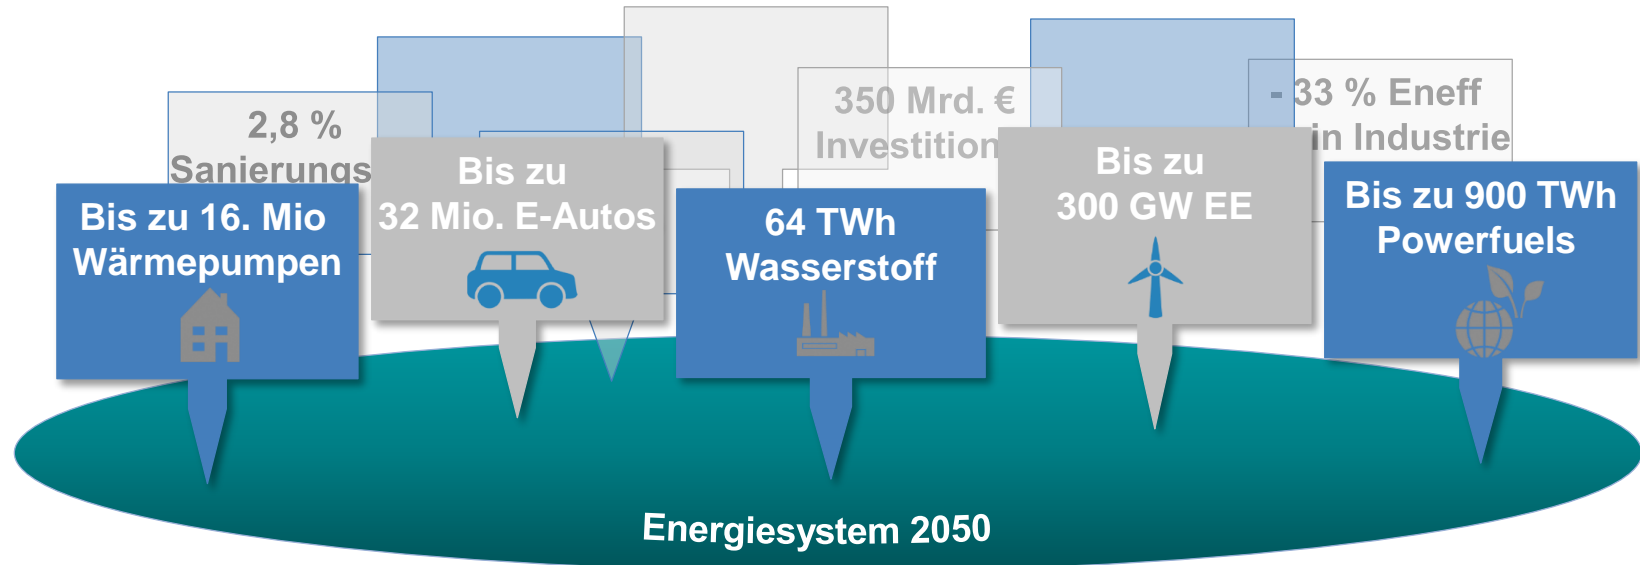 2,8 %
Sanierungs
350 Mrd. €
Investition
- 33 % Eneff
in Industrie
Bis zu 16. Mio
Wärmepumpen
Bis zu
32 Mio. E-Autos
64 TWh
Wasserstoff
Bis zu
300 GW EE
Bis zu 900 TWh
Powerfuels
Energiesystem 2050